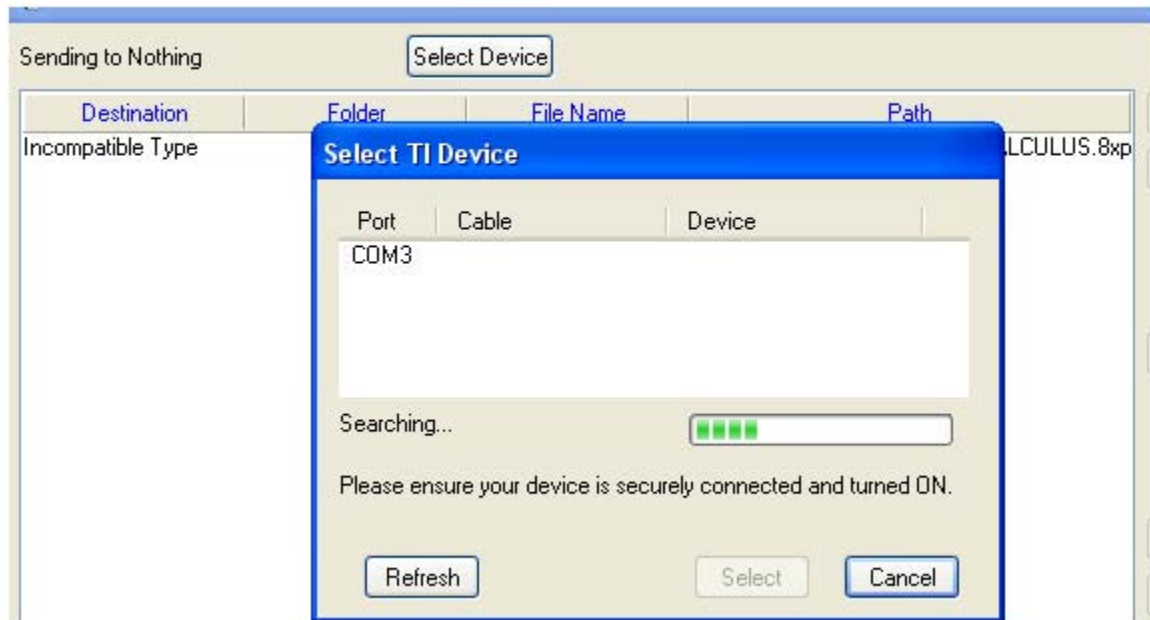 Sending to Nothing Select Device
Destination Folder File Name Path
Incompatible Type LCULUS.8xp
Select TI Device
Port Cable Device
COM3
Searching...
Please ensure your device is securely connected and turned ON.
Refresh Select Cancel